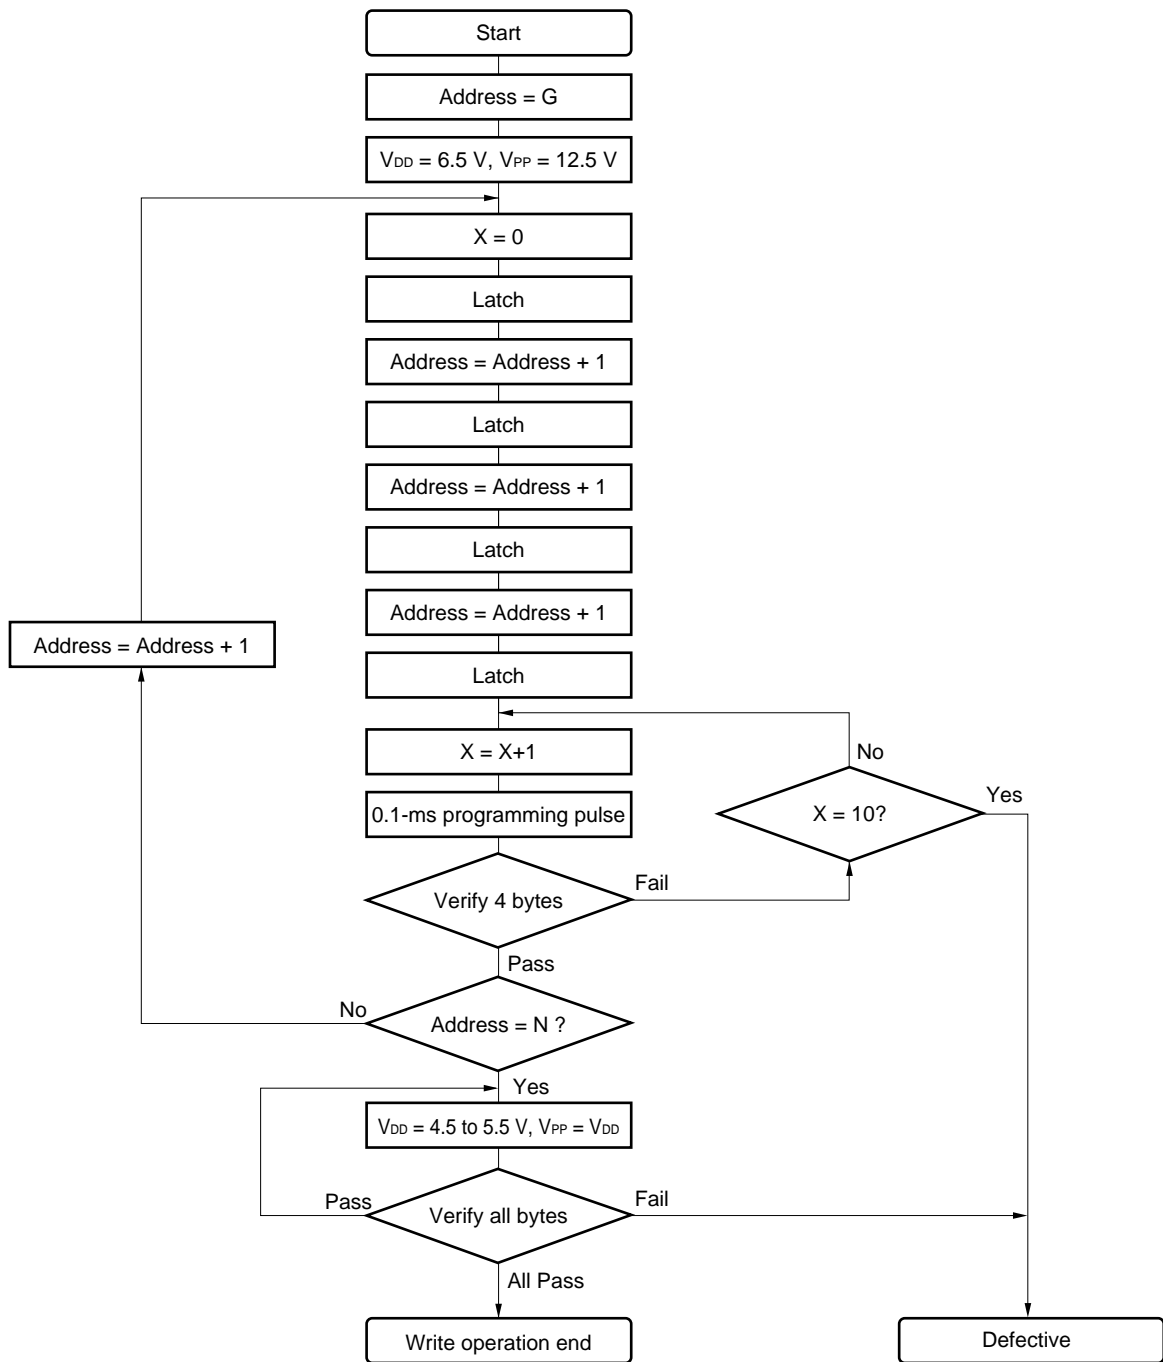 Start
Address = G
VDD = 6.5 V, VPP = 12.5 V
X = 0
Latch
Address = Address + 1
Latch
Address = Address + 1
Latch
Address = Address + 1
Address = Address + 1
Latch
X = X+1
No
0.1-ms programming pulse
X = 10?
Yes
Verify 4 bytes
Fail
Pass
No
Address = N ?
Yes
VDD = 4.5 to 5.5 V, VPP = VDD
Pass
Verify all bytes
Fail
All Pass
Write operation end
Defective